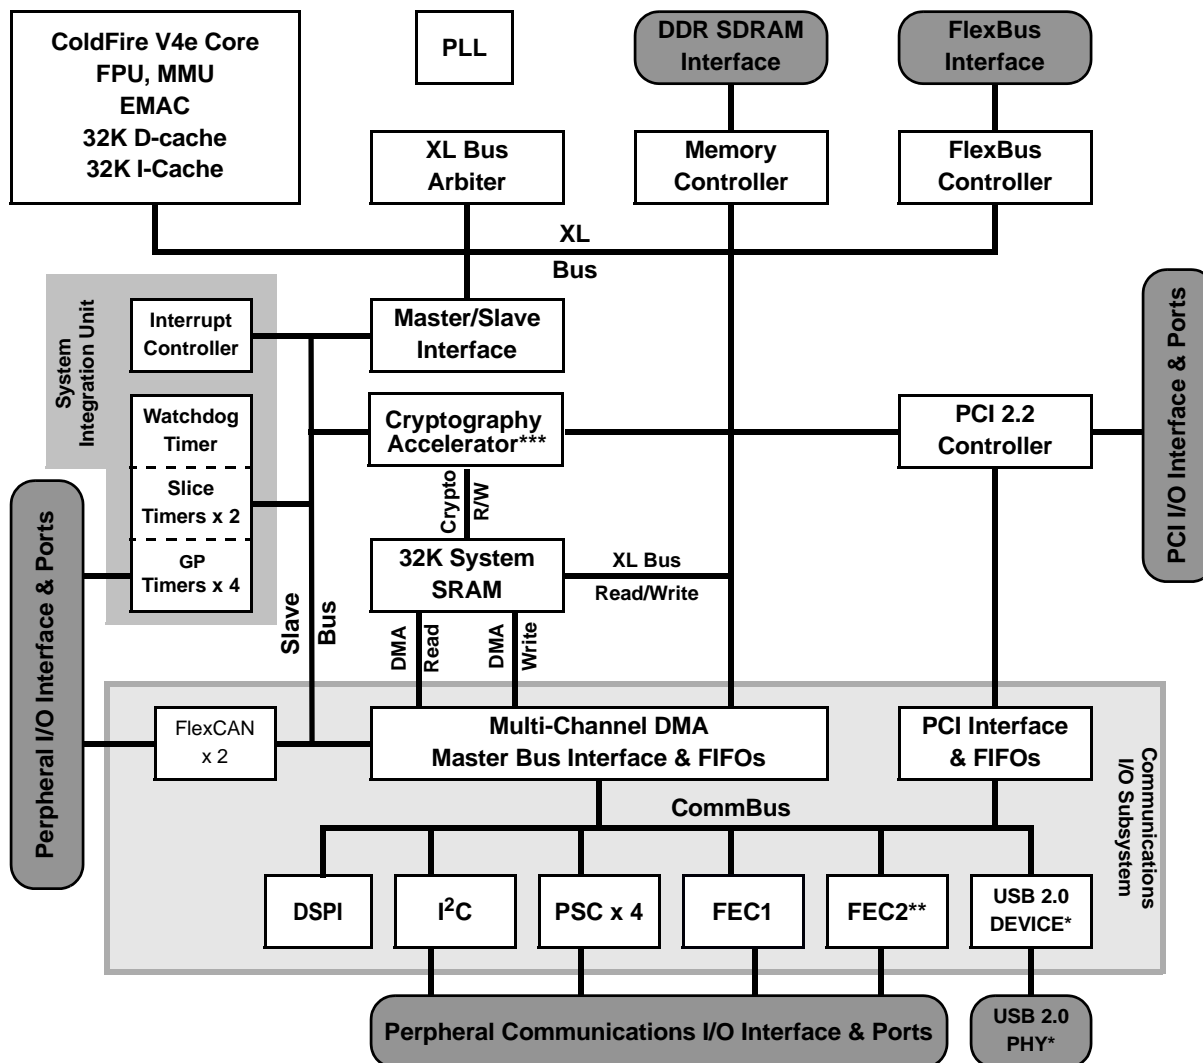 ColdFire V4e Core
FPU, MMU
EMAC
32K D-cache
32K I-Cache
PLL
DDR SDRAM
Interface
FlexBus
Interface
XL Bus
Arbiter
Memory
Controller
FlexBus
Controller
XL
Bus
System
Integration Unit
Interrupt
Controller
Master/Slave
Interface
PCI I/O Interface & Ports
Watchdog
Timer
Slice
Timers x 2
GP
Timers x 4
Cryptography
Accelerator***
PCI 2.2
Controller
Crypto
R/W
Perpheral I/O Interface & Ports
32K System
SRAM
XL Bus
Read/Write
Slave
Bus
DMA
Read
DMA
Write
FlexCAN
x 2
Multi-Channel DMA
Master Bus Interface & FIFOs
PCI Interface
& FIFOs
Communications
I/O Subsystem
CommBus
DSPI
I²C
PSC x 4
FEC1
FEC2**
USB 2.0
DEVICE*
Perpheral Communications I/O Interface & Ports
USB 2.0
PHY*